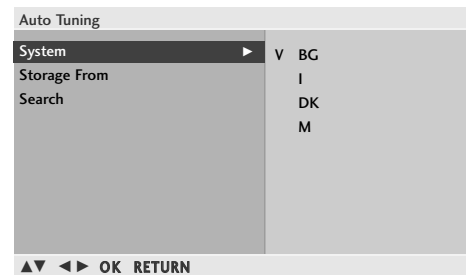 Auto Tuning
System ► V BG
Storage From I
Search DK
M
▲▼ ◄► OK RETURN